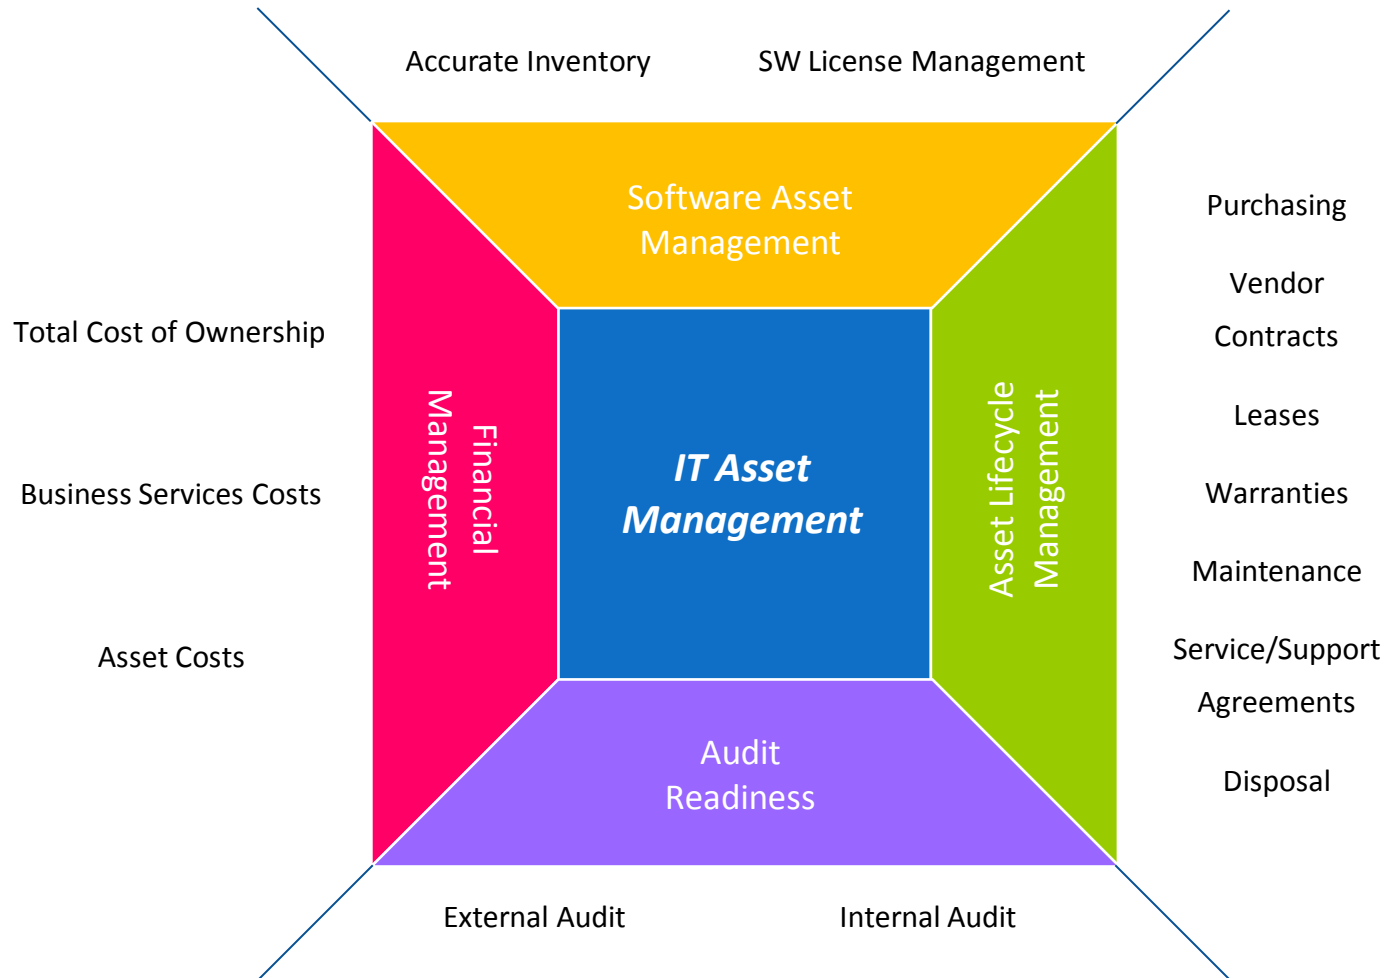 Accurate Inventory
SW License Management
Software Asset
Management
Total Cost of Ownership
Business Services Costs
Asset Costs
Financial
Management
IT Asset
Management
Asset Lifecycle
Management
Purchasing
Vendor
Contracts
Leases
Warranties
Maintenance
Service/Support
Agreements
Disposal
Audit
Readiness
External Audit
Internal Audit